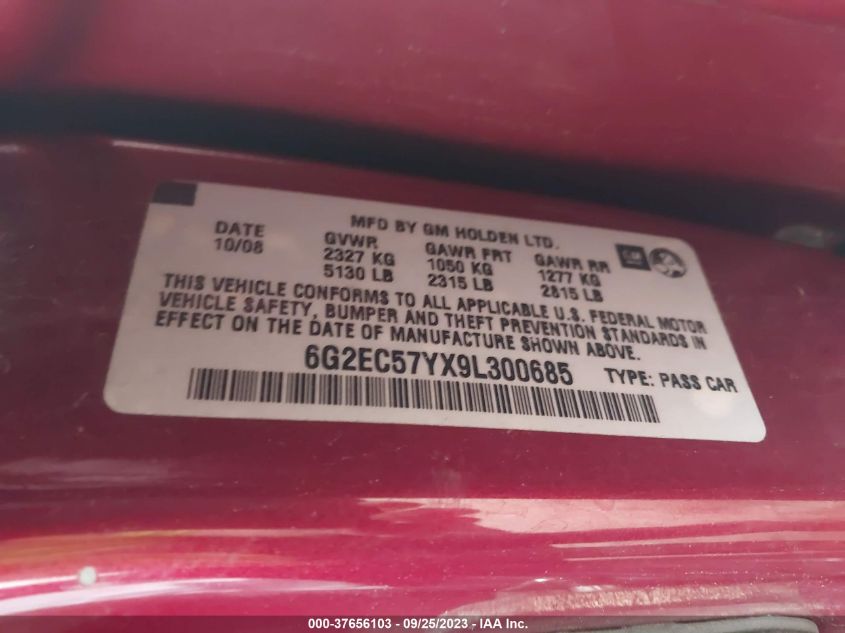 MFD BY GM HOLDEN LTD.
DATE GVWR GAWR FRT GAWR RR
10/08 2327 KG 1050 KG 1277 KG
5130 LB 2315 LB 2815 LB
THIS VEHICLE CONFORMS TO ALL APPLICABLE U.S. FEDERAL MOTOR
VEHICLE SAFETY, BUMPER AND THEFT PREVENTION STANDARDS IN
EFFECT ON THE DATE OF MANUFACTURE SHOWN ABOVE.
6G2EC57YX9L300685 TYPE: PASS CAR
000-37656103 - 09/25/2023 - IAA Inc.